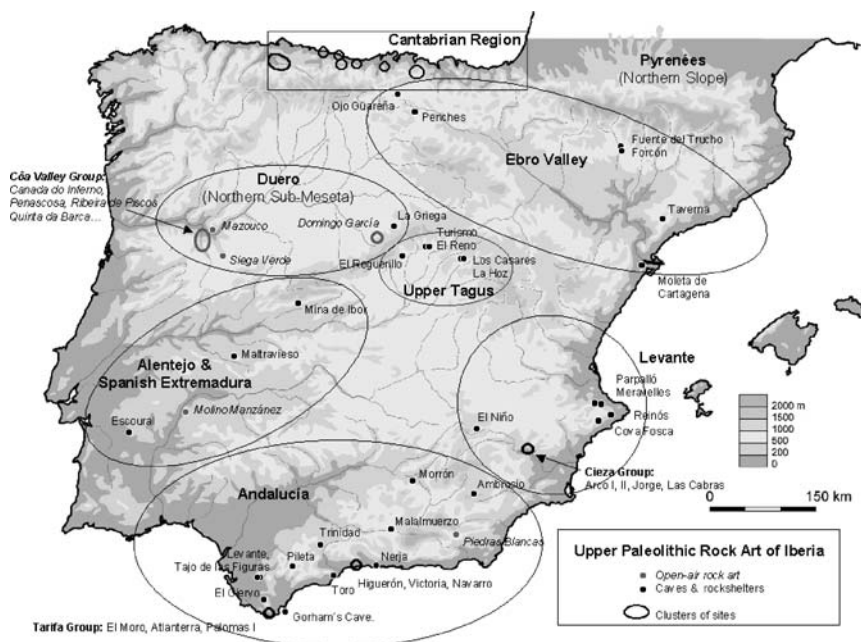 Cantabrian Region
Pyrenées
(Northern Slope)
Ojo Güareña
Penches
Fuente del Trucho
Forcón
Ebro Valley
Côa Valley Group:
Canada do Inferno,
Penascosa, Ribeira de Piscos
Quinta da Barca...
Duero
(Northern Sub-Meseta)
Mazouco
Domingo García
La Griega
Taverna
Siega Verde
Turismo
El Reno
El Reguerillo
Los Casares
La Hoz
Upper Tagus
Moleta de
Cartagena
Mina de Ibor
Maltravieso
Alentejo &
Spanish Extremadura
Levante
Parpalló
Meravelles
Reinós
Cova Fosca
El Niño
Molino Manzánez
Escoural
2000 m
1500
1000
500
200
0
Cieza Group:
Arco I, II, Jorge, Las Cabras
0 150 km
Andalucía
Morrón
Ambrosio
Malalmuerzo
Piedras Blancas
Trinidad
Levante,
Tajo de las Figuras
Pileta
Nerja
Toro
Higuerón, Victoria, Navarro
El Ciervo
Gorham´s Cave.
Tarifa Group: El Moro, Atlanterra, Palomas I
Upper Paleolithic Rock Art of Iberia
Open-air rock art
Caves & rockshelters
Clusters of sites